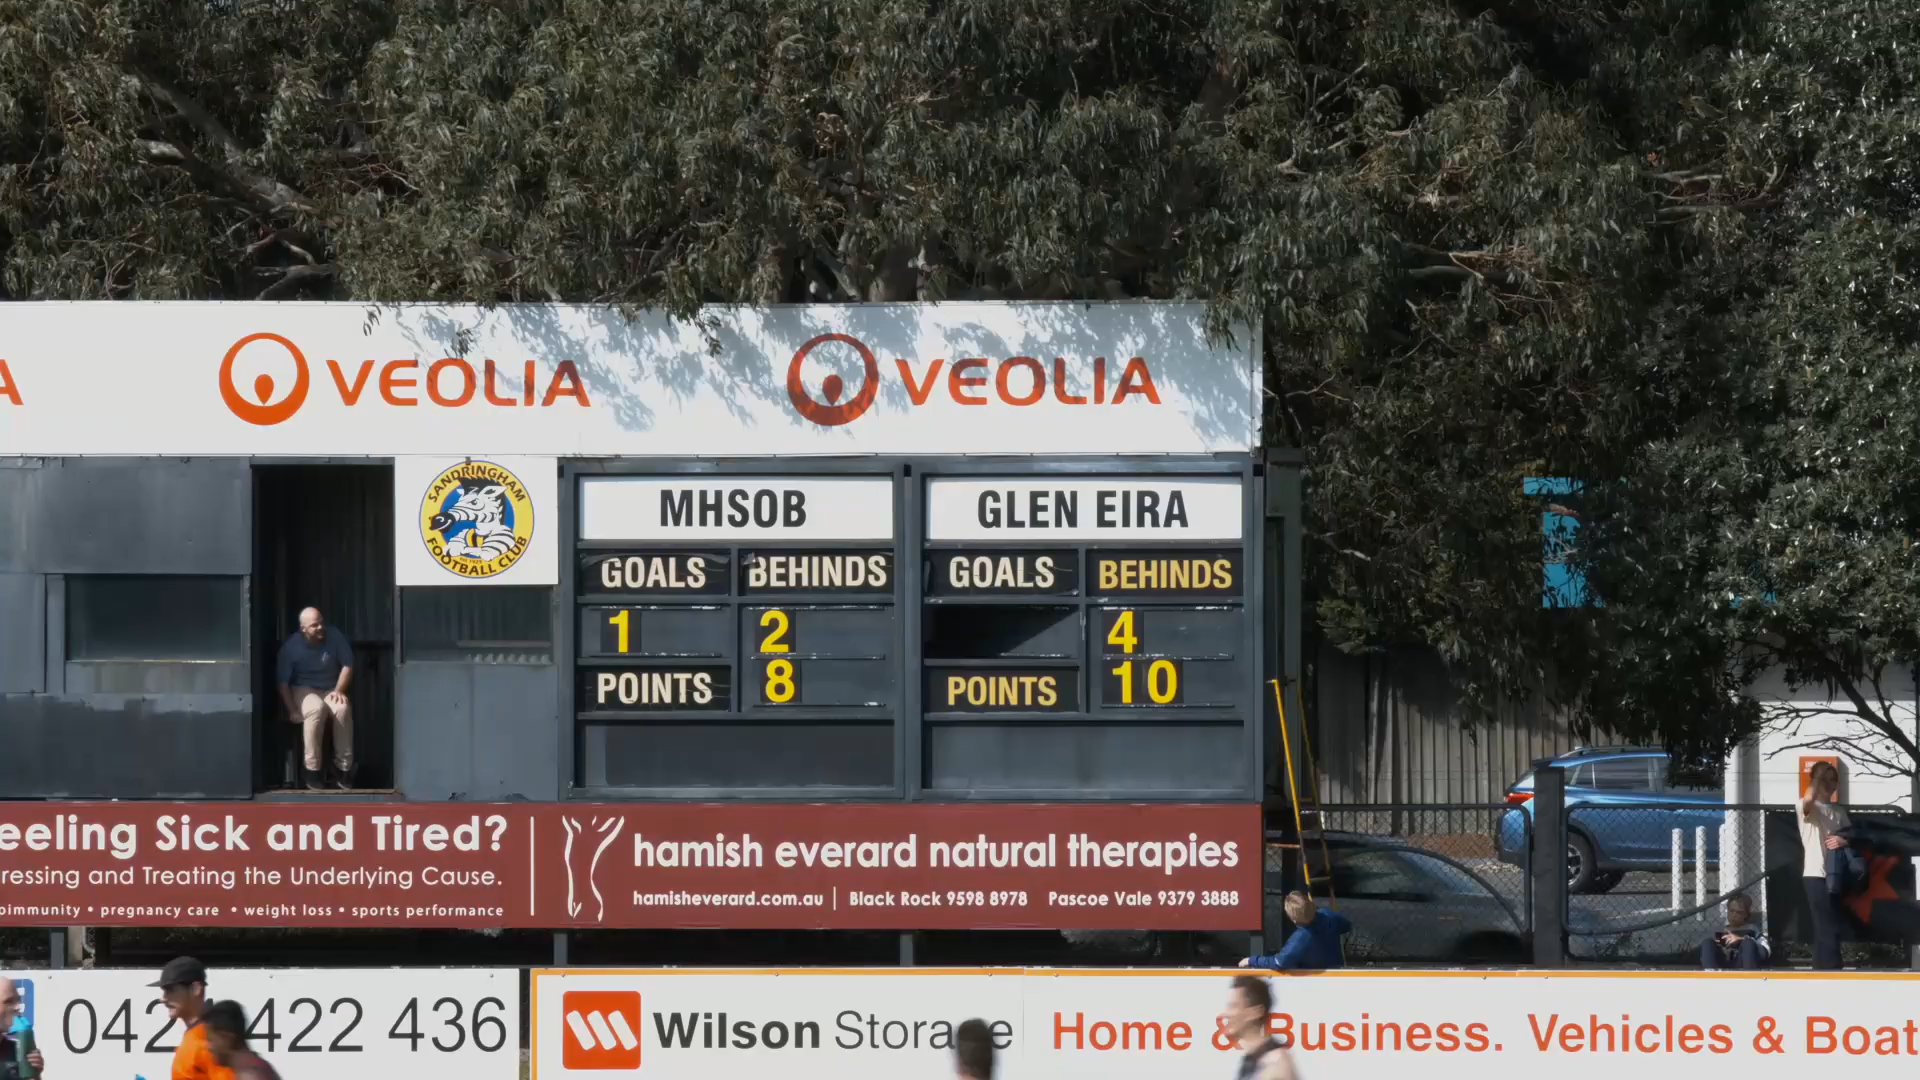 VEOLIA
VEOLIA
SANDRINGHAM
FOOTBALL CLUB
MHSOB
GOALS BEHINDS
1 2
POINTS 8
GLEN EIRA
GOALS BEHINDS
4
POINTS 10
eeling Sick and Tired?
ressing and Treating the Underlying Cause.
oimmunity • pregnancy care • weight loss • sports performance
hamish everard natural therapies
hamisheverard.com.au | Black Rock 9598 8978 Pascoe Vale 9379 3888
422 436
Wilson Storage
Home & Business. Vehicles & Boat